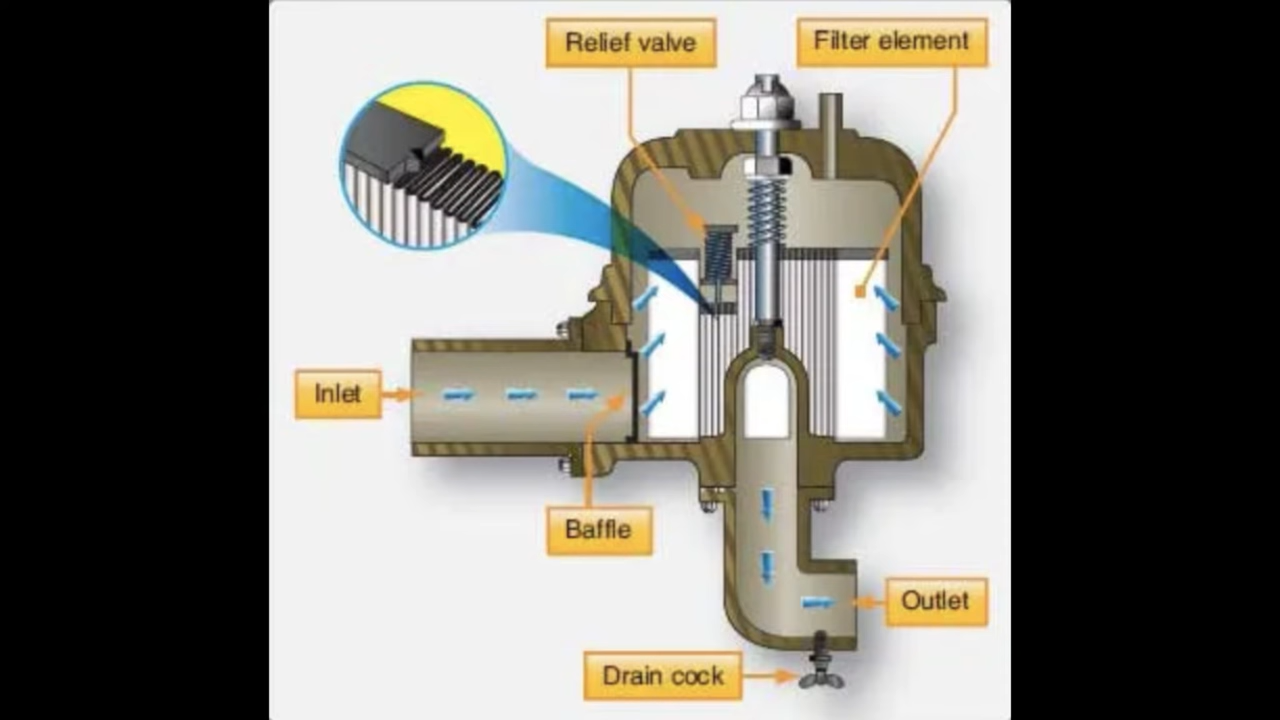 Relief valve
Filter element
Inlet
Baffle
Outlet
Drain cock